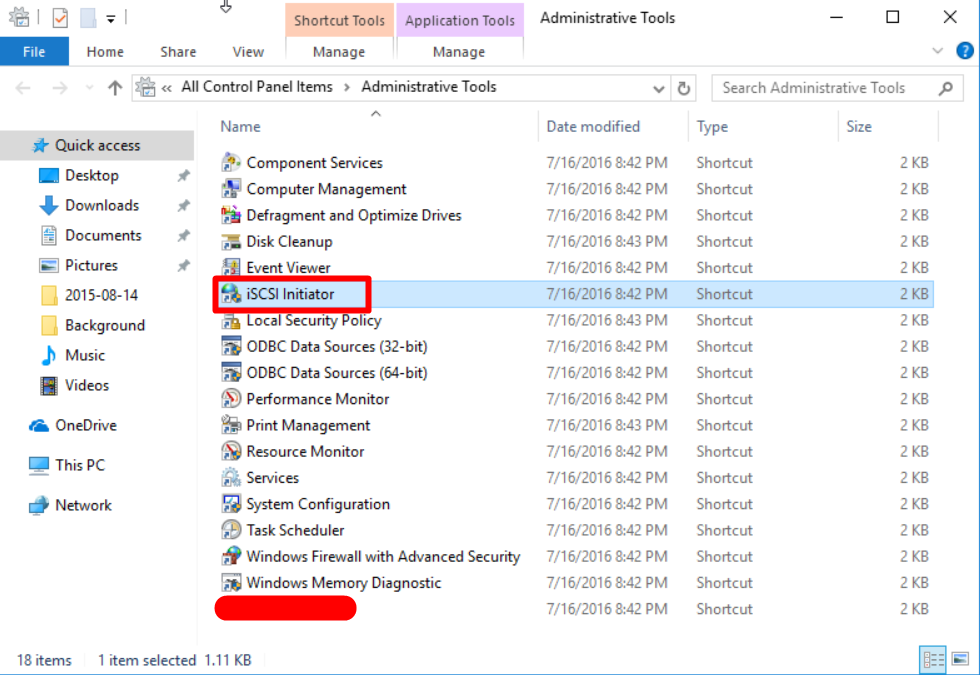 Shortcut Tools Application Tools Administrative Tools
File Home Share View Manage Manage
« All Control Panel Items > Administrative Tools Search Administrative Tools
Name Date modified Type Size
Quick access
Desktop
Downloads
Documents
Pictures
2015-08-14
Background
Music
Videos
OneDrive
This PC
Network
Component Services 7/16/2016 8:42 PM Shortcut 2 KB
Computer Management 7/16/2016 8:42 PM Shortcut 2 KB
Defragment and Optimize Drives 7/16/2016 8:42 PM Shortcut 2 KB
Disk Cleanup 7/16/2016 8:43 PM Shortcut 2 KB
Event Viewer 7/16/2016 8:42 PM Shortcut 2 KB
iSCSI Initiator 7/16/2016 8:42 PM Shortcut 2 KB
Local Security Policy 7/16/2016 8:43 PM Shortcut 2 KB
ODBC Data Sources (32-bit) 7/16/2016 8:42 PM Shortcut 2 KB
ODBC Data Sources (64-bit) 7/16/2016 8:42 PM Shortcut 2 KB
Performance Monitor 7/16/2016 8:42 PM Shortcut 2 KB
Print Management 7/16/2016 8:43 PM Shortcut 2 KB
Resource Monitor 7/16/2016 8:42 PM Shortcut 2 KB
Services 7/16/2016 8:42 PM Shortcut 2 KB
System Configuration 7/16/2016 8:42 PM Shortcut 2 KB
Task Scheduler 7/16/2016 8:42 PM Shortcut 2 KB
Windows Firewall with Advanced Security 7/16/2016 8:42 PM Shortcut 2 KB
Windows Memory Diagnostic 7/16/2016 8:42 PM Shortcut 2 KB
7/16/2016 8:42 PM Shortcut 2 KB
18 items 1 item selected 1.11 KB